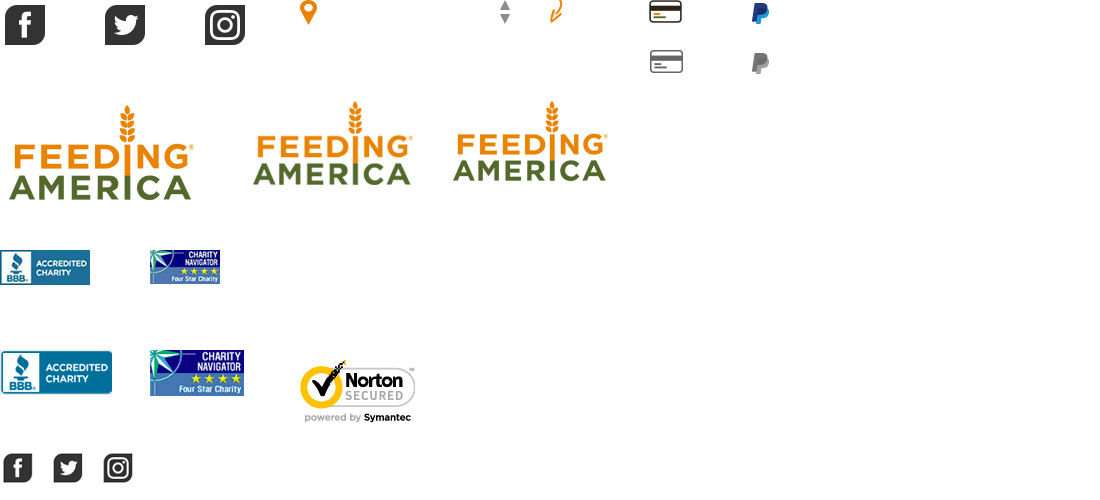 FEEDING®
AMERICA
FEEDING®
AMERICA
FEEDING®
AMERICA
BBB®
ACCREDITED
CHARITY
CHARITY
NAVIGATOR
Four Star Charity
BBB®
ACCREDITED
CHARITY
CHARITY
NAVIGATOR
Four Star Charity
Norton™
SECURED
powered by Symantec